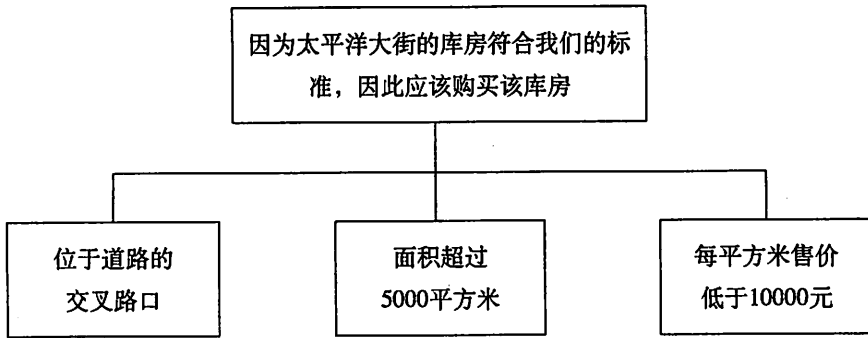 因为太平洋大街的库房符合我们的标
准，因此应该购买该库房
位于道路的
交叉路口
面积超过
5000平方米
每平方米售价
低于10000元